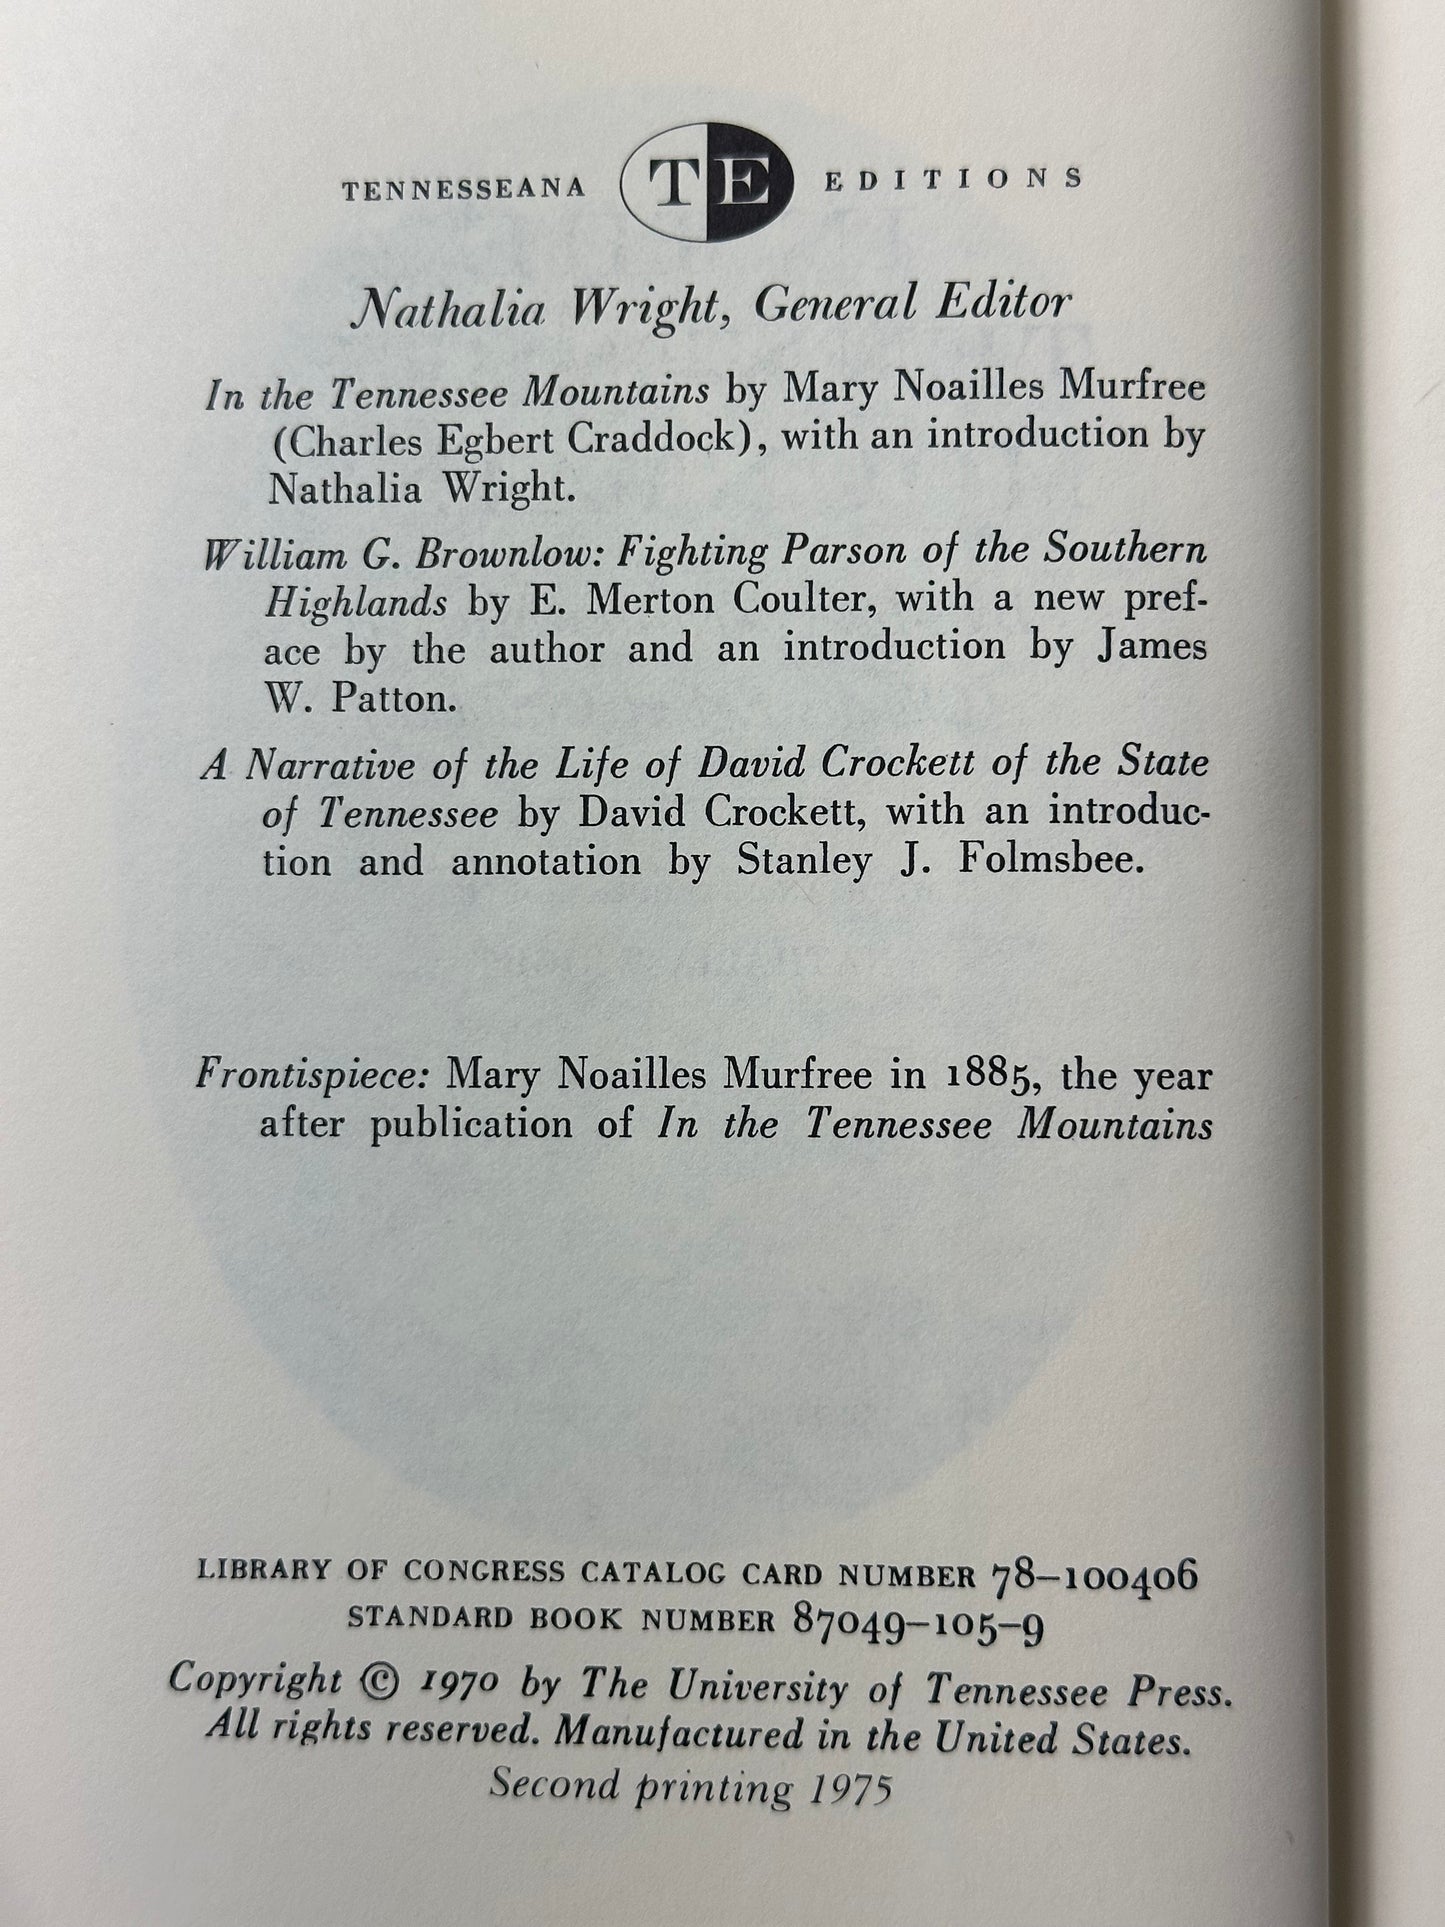 TENNESSEANA TE EDITIONS
Nathalia Wright, General Editor
In the Tennessee Mountains by Mary Noailles Murfree
(Charles Egbert Craddock), with an introduction by
Nathalia Wright.
William G. Brownlow: Fighting Parson of the Southern
Highlands by E. Merton Coulter, with a new pref-
ace by the author and an introduction by James
W. Patton.
A Narrative of the Life of David Crockett of the State
of Tennessee by David Crockett, with an introduc-
tion and annotation by Stanley J. Folmsbee.
Frontispiece: Mary Noailles Murfree in 1885, the year
after publication of In the Tennessee Mountains
LIBRARY OF CONGRESS CATALOG CARD NUMBER 78–100406
STANDARD BOOK NUMBER 87049–105–9
Copyright © 1970 by The University of Tennessee Press.
All rights reserved. Manufactured in the United States.
Second printing 1975